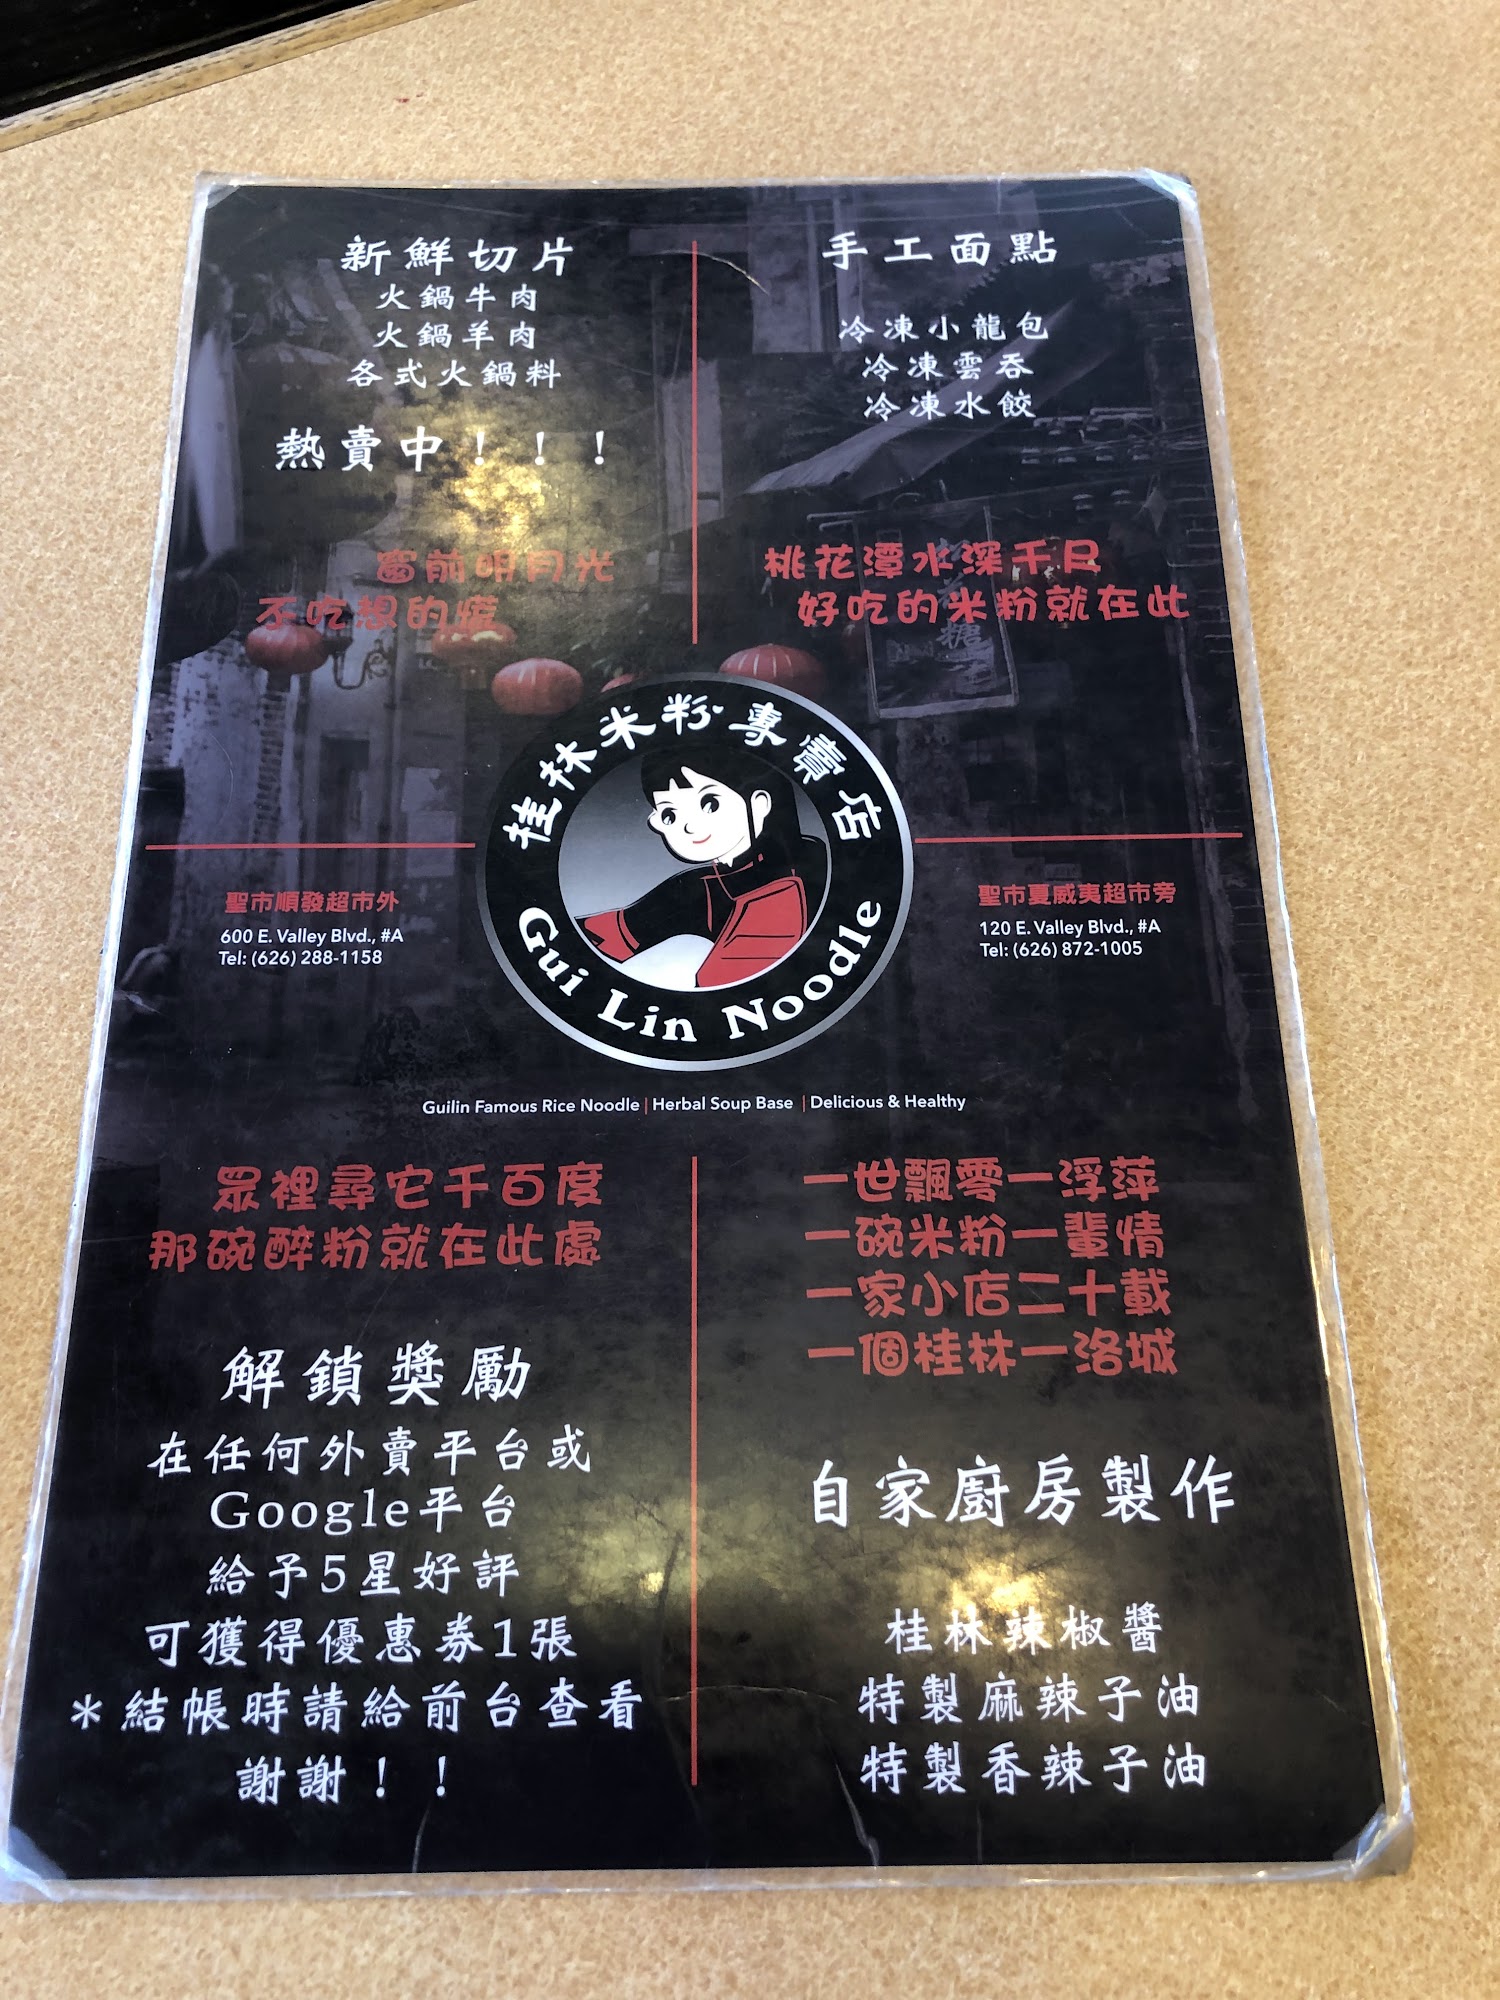 新鮮切片
火鍋牛肉
火鍋羊肉
各式火鍋料
熱賣中！！！
窗前明月光
不吃想的慌
手工面點
冷凍小龍包
冷凍雲吞
冷凍水餃
桃花潭水深千尺
好吃的米粉就在此
桂林米粉專賣店
Gui Lin Noodle
聖市順發超市外
600 E. Valley Blvd., #A
Tel: (626) 288-1158
聖市夏威夷超市旁
120 E. Valley Blvd., #A
Tel: (626) 872-1005
Guilin Famous Rice Noodle | Herbal Soup Base | Delicious & Healthy
眾裡尋它千百度
那碗醉粉就在此處
解鎖獎勵
在任何外賣平台或
Google平台
給予5星好評
可獲得優惠券1張
*結帳時請給前台查看
謝謝！！
一世飄零一浮萍
一碗米粉一輩情
一家小店二十載
一個桂林一洛城
自家廚房製作
桂林辣椒醬
特製麻辣子油
特製香辣子油